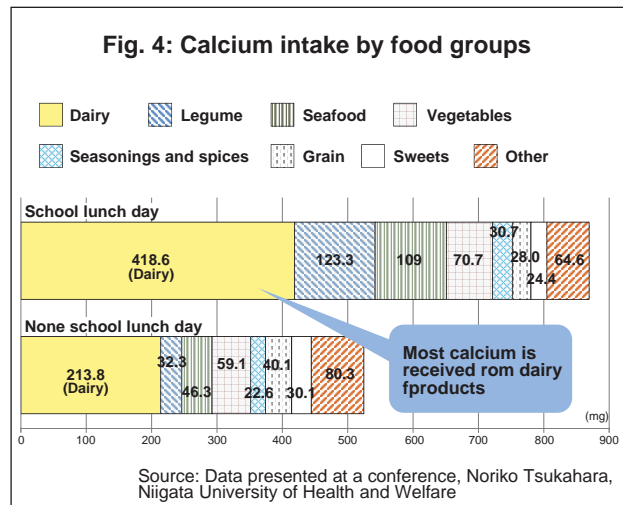 Fig. 4: Calcium intake by food groups
Dairy Legume Seafood Vegetables
Seasonings and spices Grain Sweets Other
School lunch day
418.6
(Dairy)
123.3
109
70.7
30.7
28.0
24.4
64.6
None school lunch day
213.8
(Dairy)
32.3
46.3
59.1
22.6
40.1
30.1
80.3
Most calcium is
received rom dairy
fproducts
(mg)
0 100 200 300 400 500 600 700 800 900
Source: Data presented at a conference, Noriko Tsukahara,
Niigata University of Health and Welfare